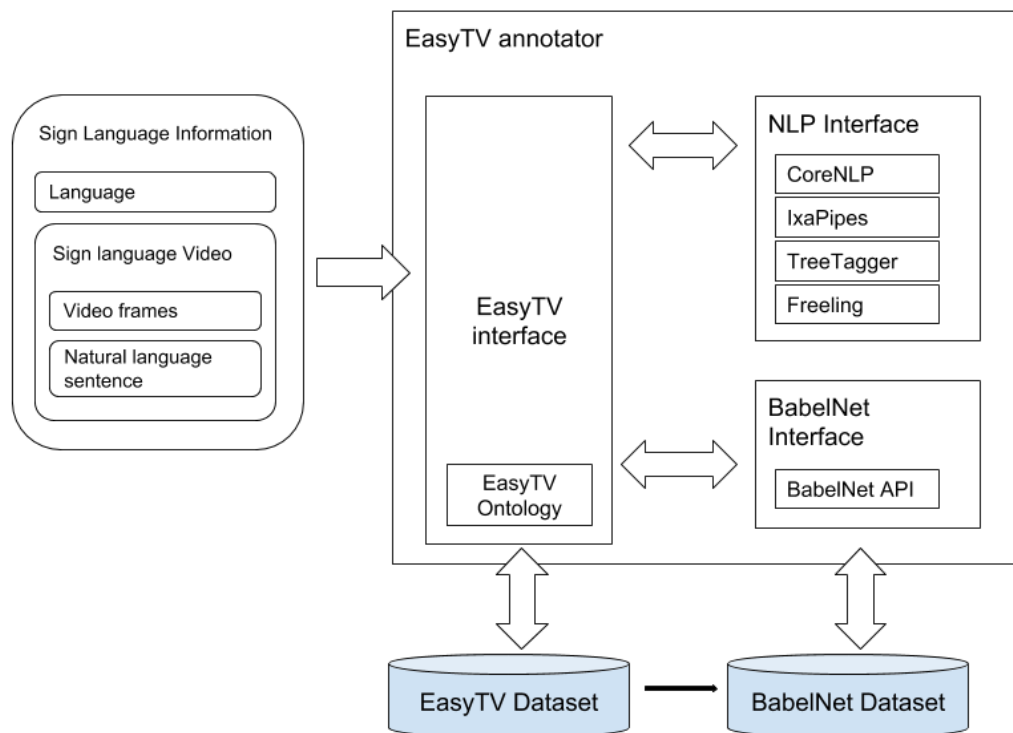 EasyTV annotator
Sign Language Information
Language
Sign language Video
Video frames
Natural language
sentence
EasyTV
interface
EasyTV
Ontology
NLP Interface
CoreNLP
IxaPipes
TreeTagger
Freeling
BabelNet
Interface
BabelNet API
EasyTV Dataset
BabelNet Dataset